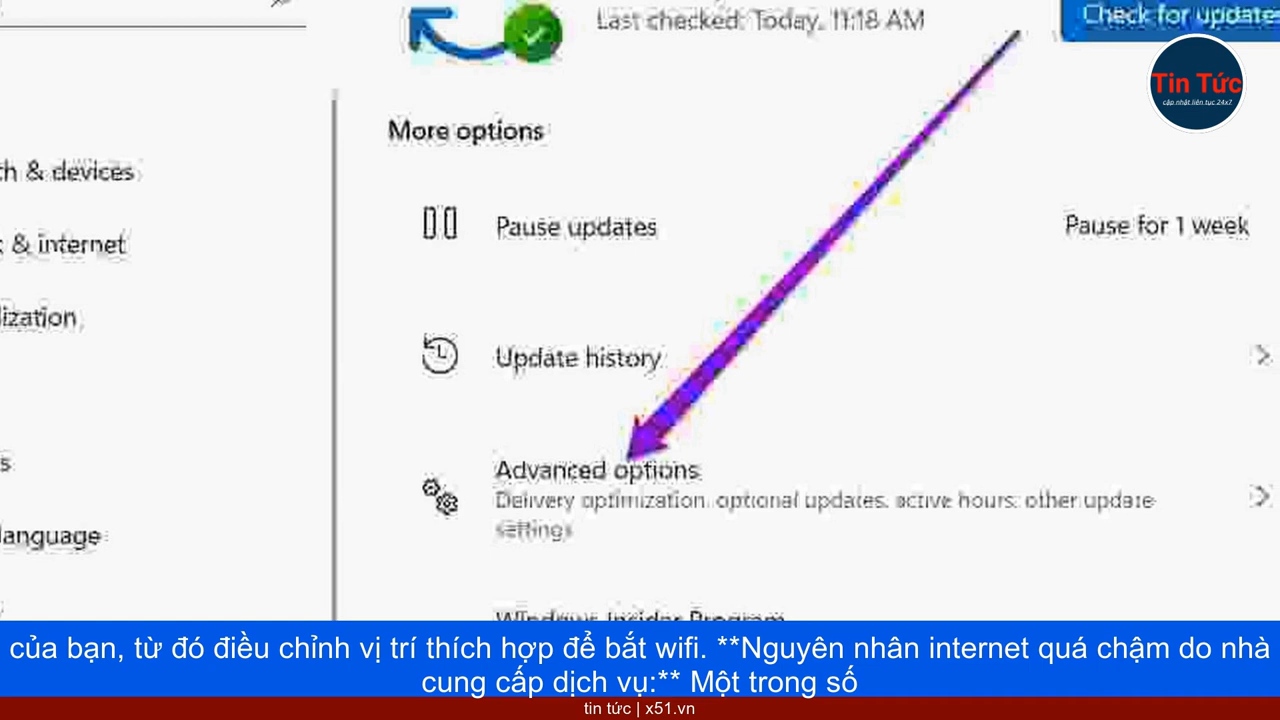 Last checked: Today, 11:18 AM
Check for update
Tin Tức
cập nhật liên tục 24x7
More options
th & devices
Pause updates
Pause for 1 week
& internet
lization
Update history
s
Advanced options
Delivery optimization, optional updates, active hours, other update
settings
language
Windows Insider Program
của bạn, từ đó điều chỉnh vị trí thích hợp để bắt wifi. **Nguyên nhân internet quá chậm do nhà
cung cấp dịch vụ:** Một trong số
tin tức | x51.vn